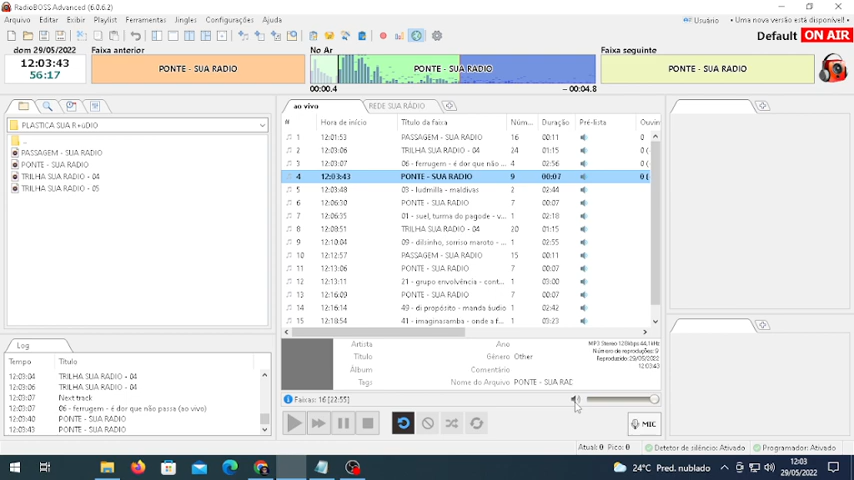 RadioBOSS Advanced (6.0.6.2)
Arquivo Editar Exibir Playlist Ferramentas Jingles Configurações Ajuda
Usuário • Uma nova versão está disponível! •
Default ON AIR
dom 29/05/2022 Faixa anterior No Ar Faixa seguinte
12:03:43
56:17
PONTE - SUA RADIO PONTE - SUA RADIO PONTE - SUA RADIO
00:00.4 – 00:04.8
ao vivo REDE SUA RÁDIO
# Hora de início Título da faixa Núm... Duração Pré-lista Ouvin
PLASTICA SUA R+üDIO
..
PASSAGEM - SUA RADIO
PONTE - SUA RADIO
TRILHA SUA RADIO - 04
TRILHA SUA RADIO - 05
1 12:01:53 PASSAGEM - SUA RADIO 16 00:11 0
2 12:03:06 TRILHA SUA RADIO - 04 24 01:15 0 (
3 12:03:07 06 - ferrugem - é dor que não ... 4 02:56 0 (
4 12:03:43 PONTE - SUA RADIO 9 00:07 0 (
5 12:03:48 03 - ludmilla - maldivas 2 02:44
6 12:06:30 PONTE - SUA RADIO 7 00:07
7 12:06:35 01 - suel, turma do pagode - v... 1 02:18
8 12:08:51 TRILHA SUA RADIO - 04 20 01:15
9 12:10:04 09 - dilsinho, sorriso maroto - ... 1 02:55
10 12:12:57 PASSAGEM - SUA RADIO 15 00:11
11 12:13:06 PONTE - SUA RADIO 7 00:07
12 12:13:11 21 - grupo envolvência - cont... 1 03:00
13 12:16:09 PONTE - SUA RADIO 7 00:07
14 12:16:14 49 - di propósito - manda áudio 1 02:42
15 12:18:54 41 - imaginasamba - onde a f... 1 03:23
Log
Tempo Título
12:03:04 TRILHA SUA RADIO - 04
12:03:06 TRILHA SUA RADIO - 04
12:03:07 Next track
12:03:07 06 - ferrugem - é dor que não passa (ao vivo)
12:03:40 PONTE - SUA RADIO
12:03:43 PONTE - SUA RADIO
Artista Ano
Título Gênero Other
Álbum Comentário
Tags Nome do Arquivo PONTE - SUA RAC
MP3 Stereo 128kbps 44,1kHz
Número de reproduções: 9
Reproduzido: 29/05/2022
12:03:43
Faixas: 16 [22:55]
MIC
Atual: 0 Pico: 0 Detetor de silêncio: Ativado Programador: Ativado
24°C Pred. nublado
12:03
29/05/2022